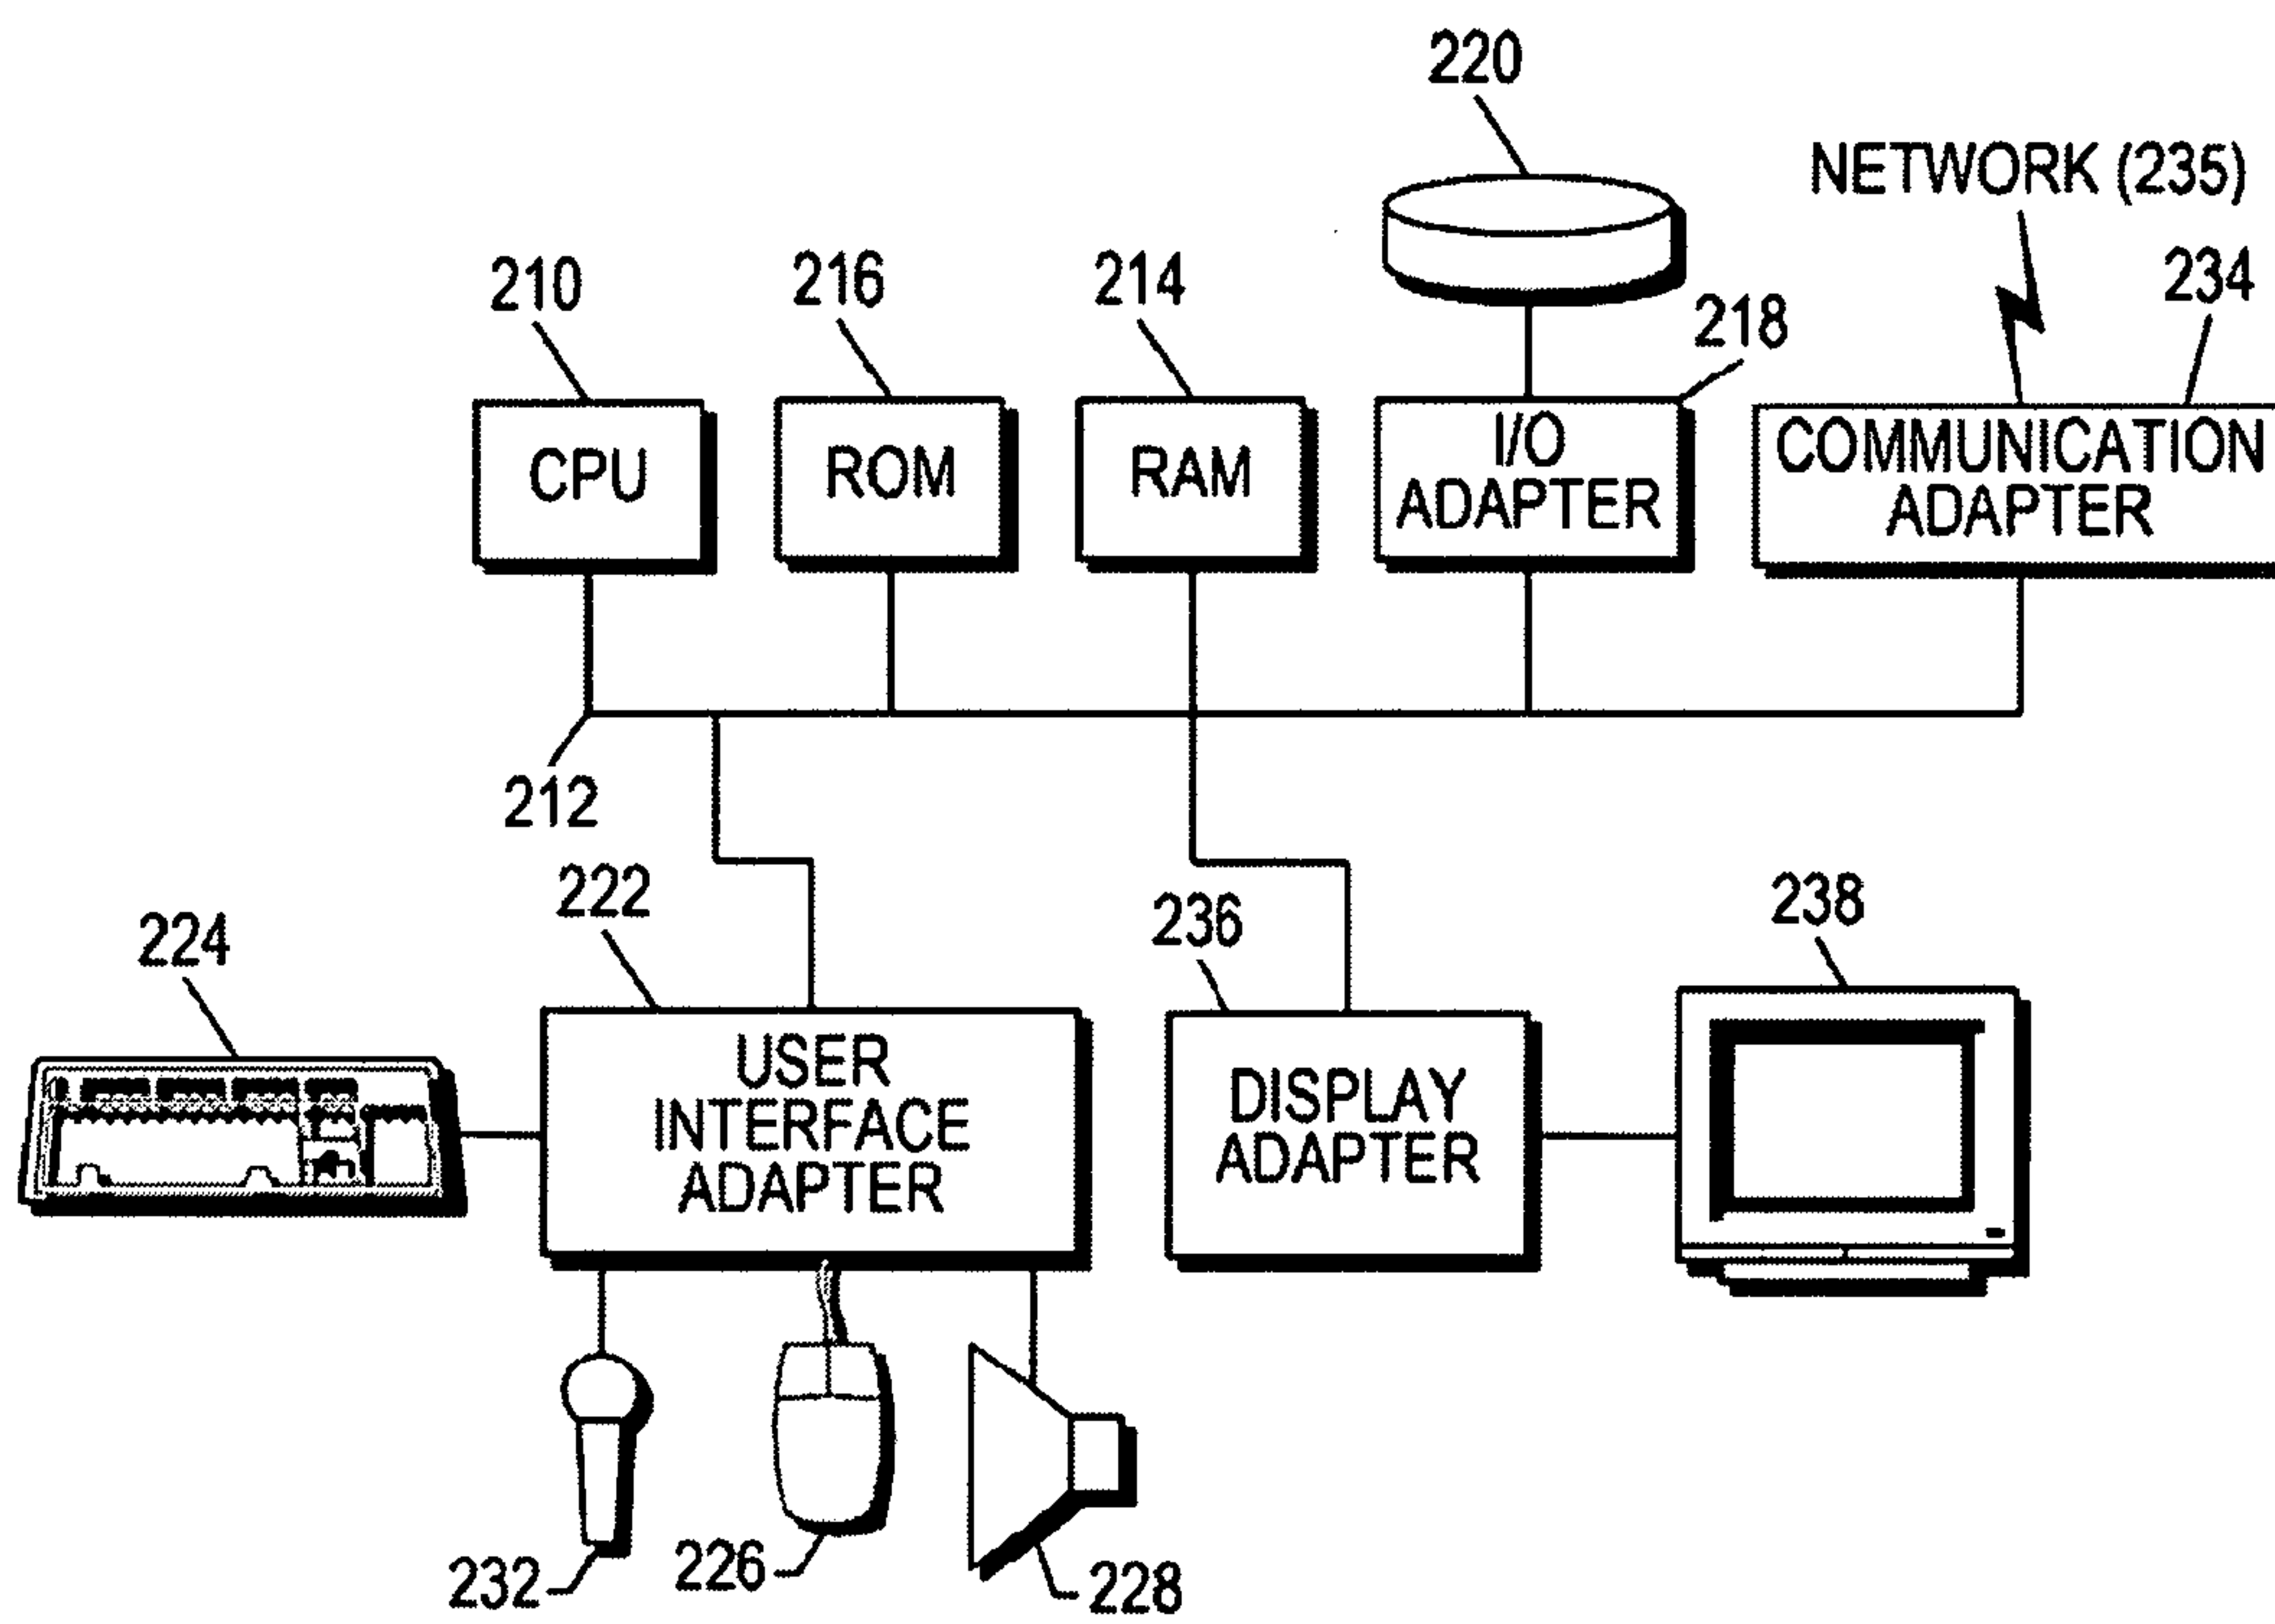 220
NETWORK (235)
210
216
214
218
234
CPU
ROM
RAM
I/O
ADAPTER
COMMUNICATION
ADAPTER
212
222
224
236
238
USER
INTERFACE
ADAPTER
DISPLAY
ADAPTER
232
226
228